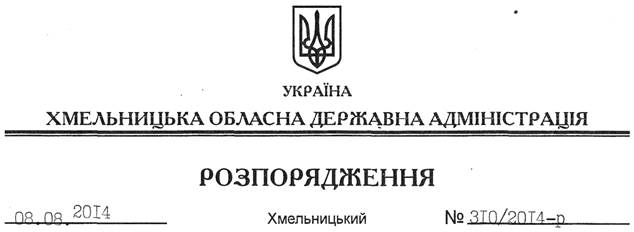 УКРАЇНА
ХМЕЛЬНИЦЬКА ОБЛАСНА ДЕРЖАВНА АДМІНІСТРАЦІЯ
РОЗПОРЯДЖЕННЯ
08.08.2014 Хмельницький № 310/2014-р